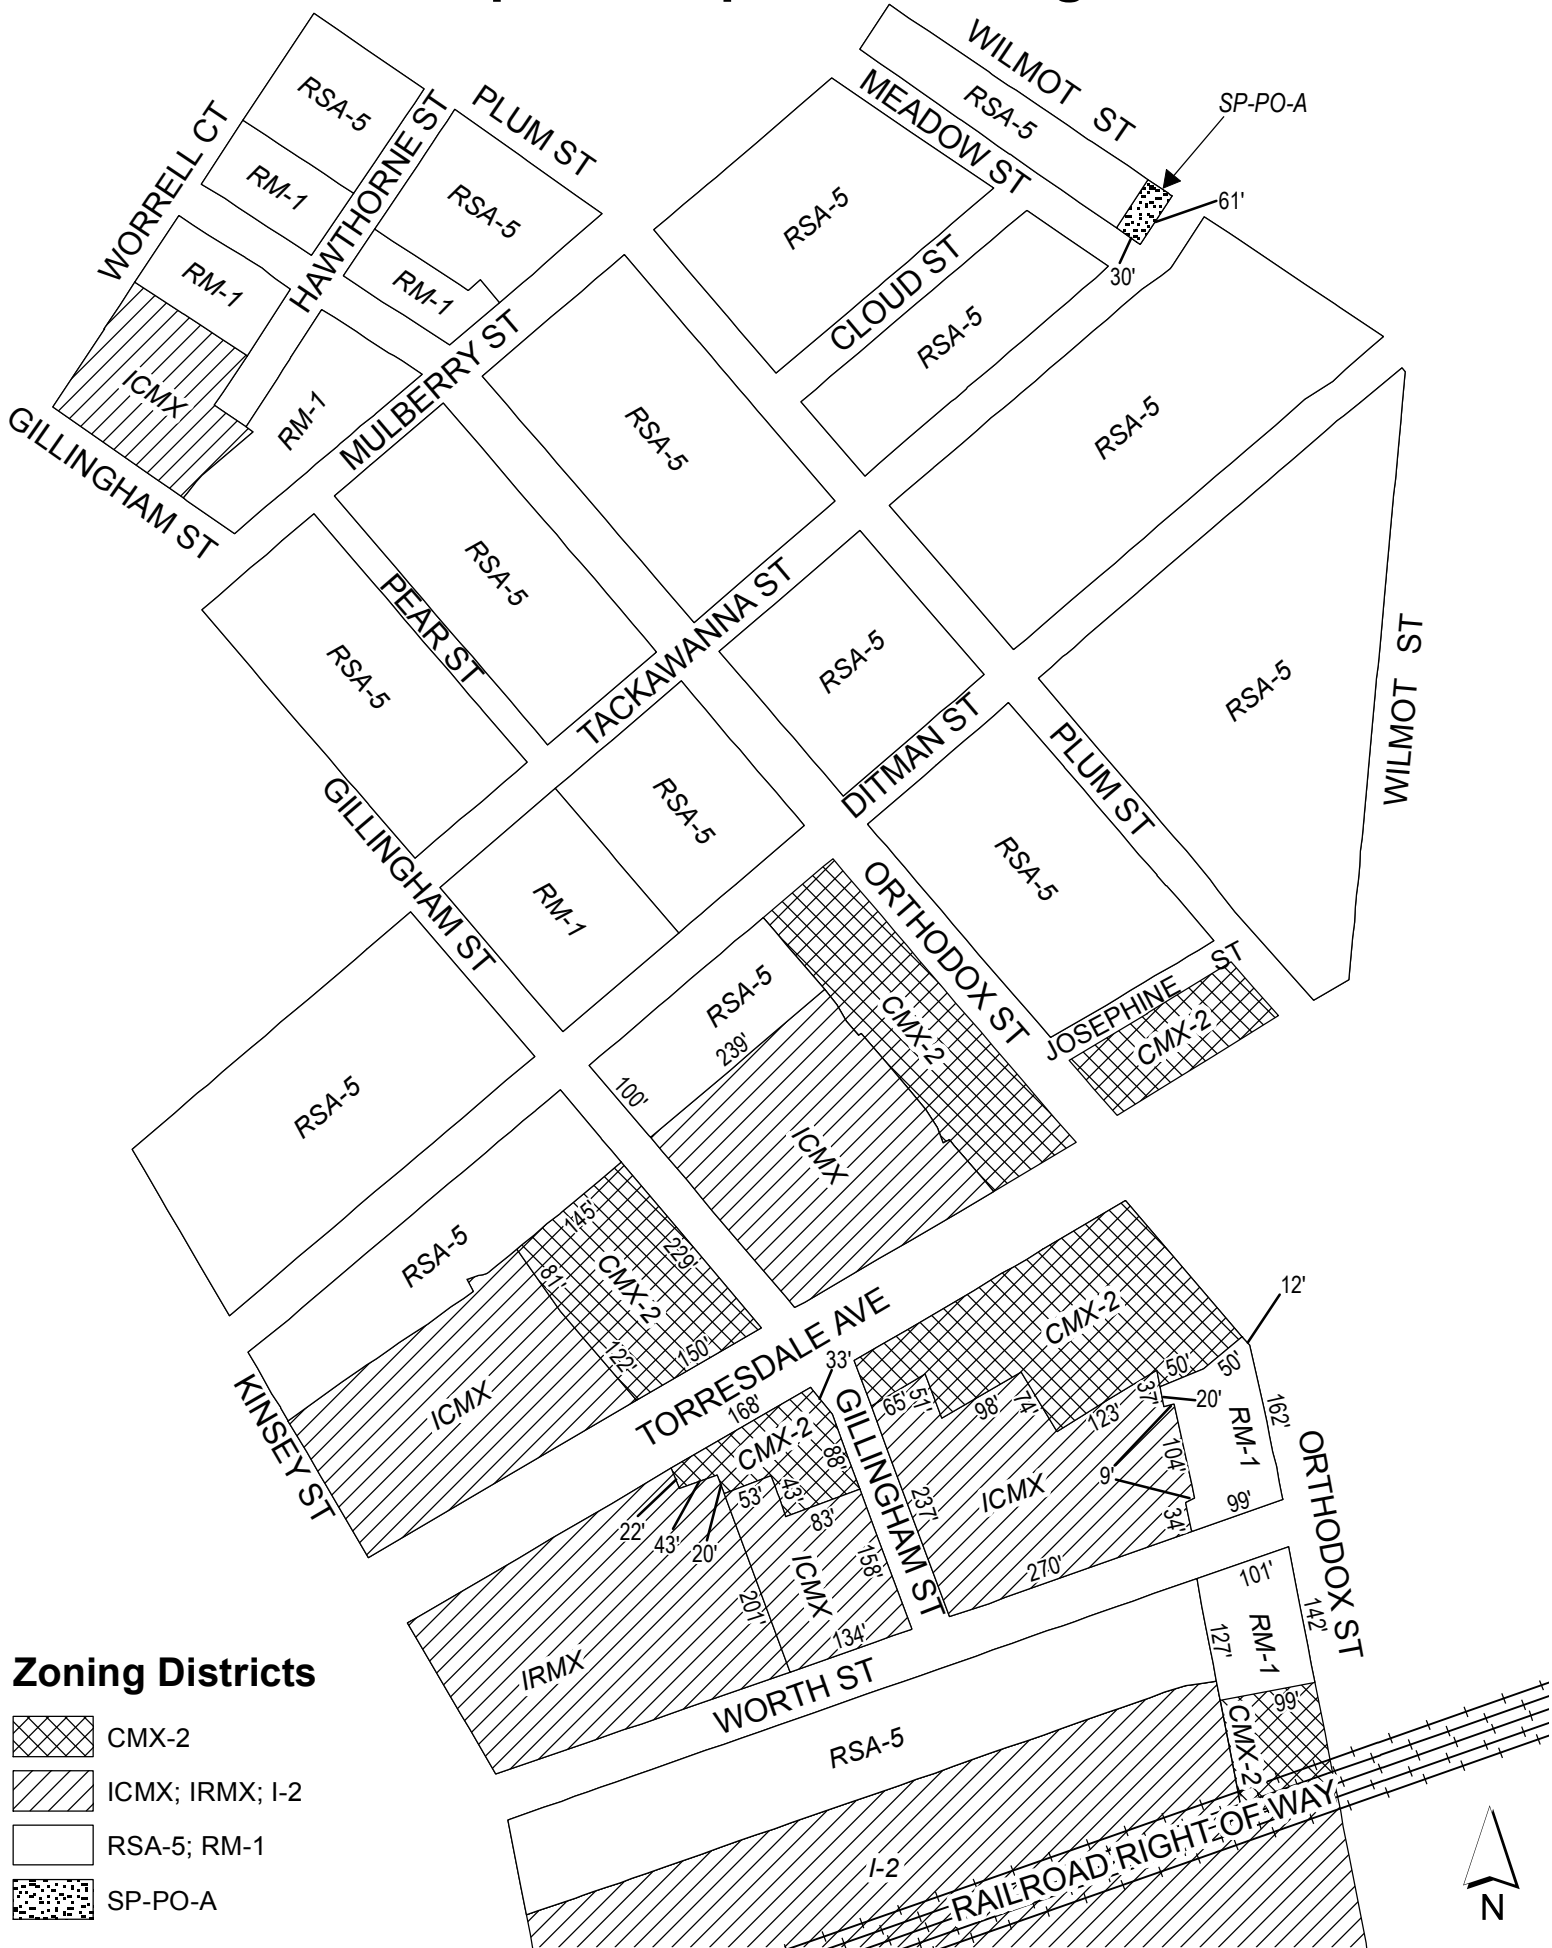 WILMOT ST
RSA-5
PLUM ST
MEADOW ST
RSA-5
SP-PO-A
WORRELL CT
HAWTHORNE ST
RM-1
RSA-5
RSA-5
61'
30'
RM-1
RM-1
CLOUD ST
RSA-5
MULBERRY ST
ICMX
RM-1
RSA-5
RSA-5
GILLINGHAM ST
RSA-5
PEAR ST
TACKAWANNA ST
RSA-5
WILMOT ST
RSA-5
RSA-5
DITMAN ST
PLUM ST
GILLINGHAM ST
RSA-5
RSA-5
RM-1
ORTHODOX ST
JOSEPHINE ST
RSA-5
CMX-2
CMX-2
239'
100'
RSA-5
ICMX
RSA-5
145'
229'
81'
CMX-2
122'
150'
ICMX
KINSEY ST
TORRESDALE AVE
CMX-2
12'
33'
168'
CMX-2
88'
GILLINGHAM ST
65'
51'
98'
74'
123'
37'
50'
50'
20'
RM-1
162'
ORTHODOX ST
104'
9'
34'
99'
ICMX
237'
270'
22'
43'
20'
53'
43'
83'
ICMX
158'
201'
134'
IRMX
WORTH ST
101'
RM-1
142'
127'
99'
CMX-2
RSA-5
I-2
RAILROAD RIGHT OF WAY
Zoning Districts
CMX-2
ICMX; IRMX; I-2
RSA-5; RM-1
SP-PO-A
N